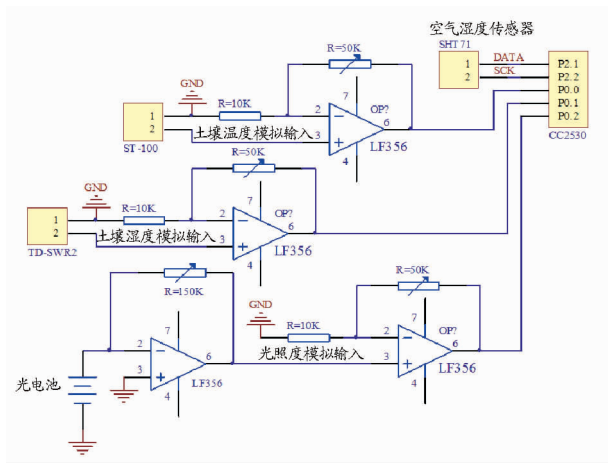 空气湿度传感器
SHT71
1
DATA
2
SCK
P2.1
P2.2
P0.0
P0.1
P0.2
CC2530
R=50K
GND
R=10K
1
2
ST-100
土壤温度模拟输入
2
3
7
OP?
6
4
LF356
R=50K
GND
R=10K
1
2
TD-SWR2
土壤湿度模拟输入
2
3
7
OP?
6
4
LF356
R=150K
光电池
2
3
7
6
4
LF356
GND
R=10K
光照度模拟输入
R=50K
2
3
7
OP?
6
4
LF356